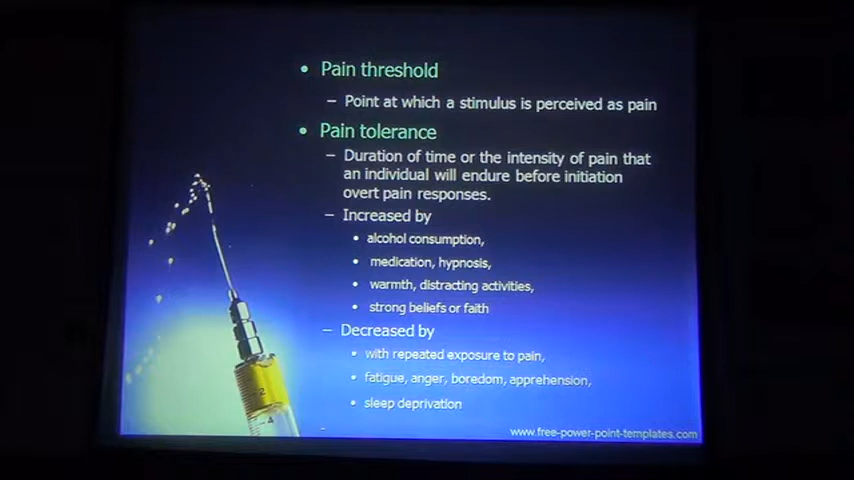 • Pain threshold
– Point at which a stimulus is perceived as pain
• Pain tolerance
– Duration of time or the intensity of pain that
an individual will endure before initiation
overt pain responses.
– Increased by
• alcohol consumption,
• medication, hypnosis,
• warmth, distracting activities,
• strong beliefs or faith
– Decreased by
• with repeated exposure to pain,
• fatigue, anger, boredom, apprehension,
• sleep deprivation
2
4
www.free-power-point-templates.com